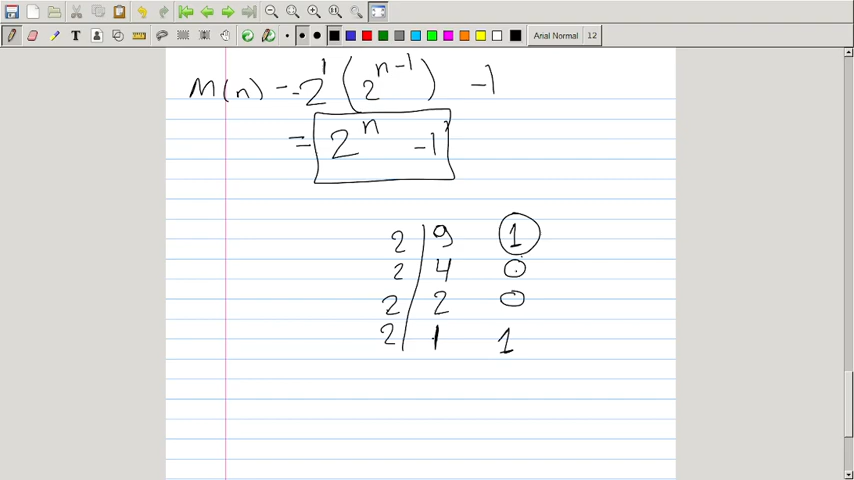 T
Arial Normal 12
M(n) = 2^1 (2^{n-1}) -1
= 2^n -1
2 | 9 1
2 | 4 0
2 | 2 0
2 | 1 1